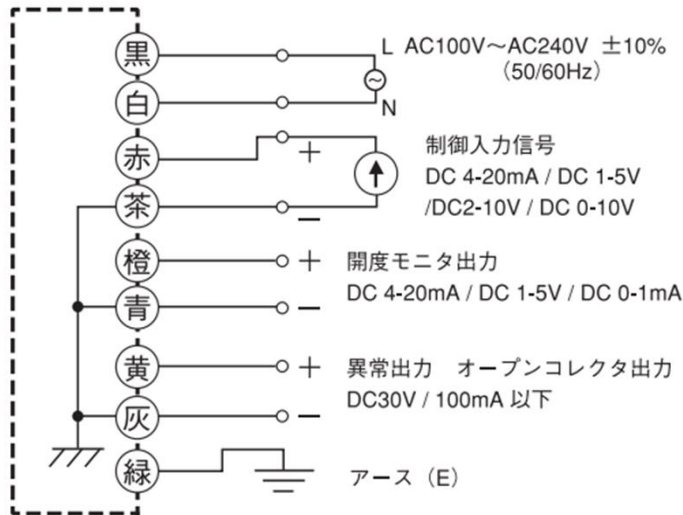 黒
L AC100V～AC240V ±10%
（50/60Hz）
白
N
赤
+
制御入力信号
DC 4-20mA / DC 1-5V
/DC2-10V / DC 0-10V
茶
−
橙
+ 開度モニタ出力
DC 4-20mA / DC 1-5V / DC 0-1mA
青
−
黄
+ 異常出力　オープンコレクタ出力
DC30V / 100mA 以下
灰
−
緑
アース（E）